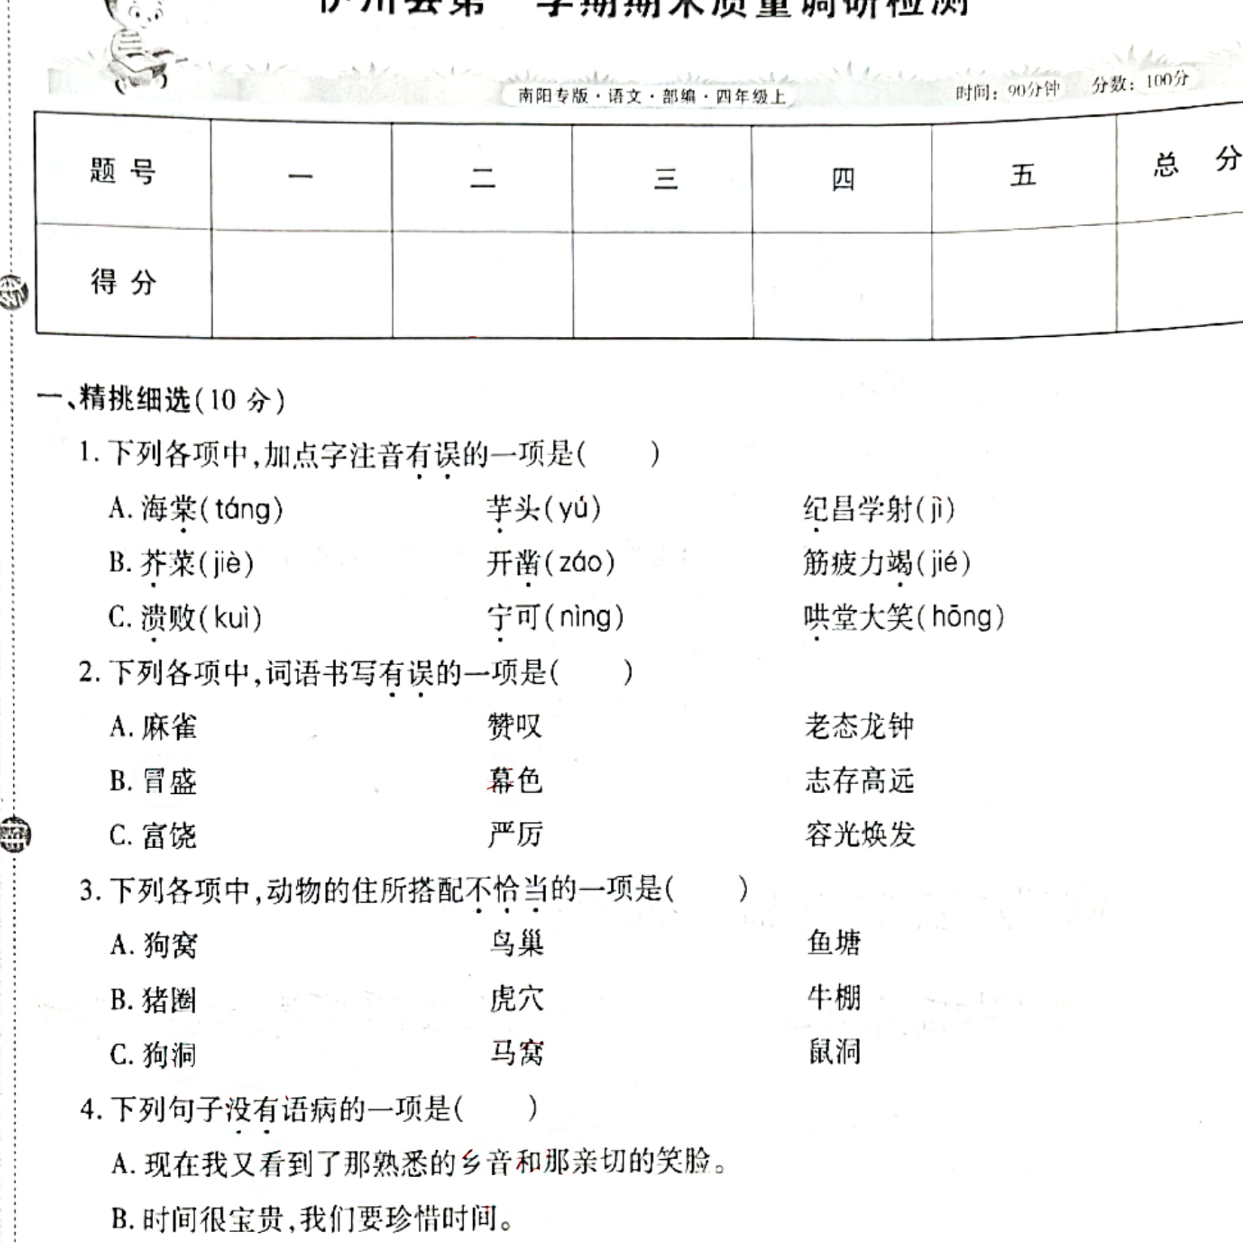 学期期末质量调研检测
南阳专版·语文·部编·四年级上 时间：90分钟 分数：100分
题号 一 二 三 四 五 总分
得分
一、精挑细选(10分)
1. 下列各项中,加点字注音有误的一项是( )
A. 海棠(táng) 芋头(yú) 纪昌学射(jì)
B. 芥菜(jiè) 开凿(záo) 筋疲力竭(jié)
C. 溃败(kuì) 宁可(nìng) 哄堂大笑(hōng)
2. 下列各项中,词语书写有误的一项是( )
A. 麻雀 赞叹 老态龙钟
B. 冒盛 幕色 志存高远
C. 富饶 严厉 容光焕发
3. 下列各项中,动物的住所搭配不恰当的一项是( )
A. 狗窝 鸟巢 鱼塘
B. 猪圈 虎穴 牛棚
C. 狗洞 马窝 鼠洞
4. 下列句子没有语病的一项是( )
A. 现在我又看到了那熟悉的乡音和那亲切的笑脸。
B. 时间很宝贵,我们要珍惜时间。